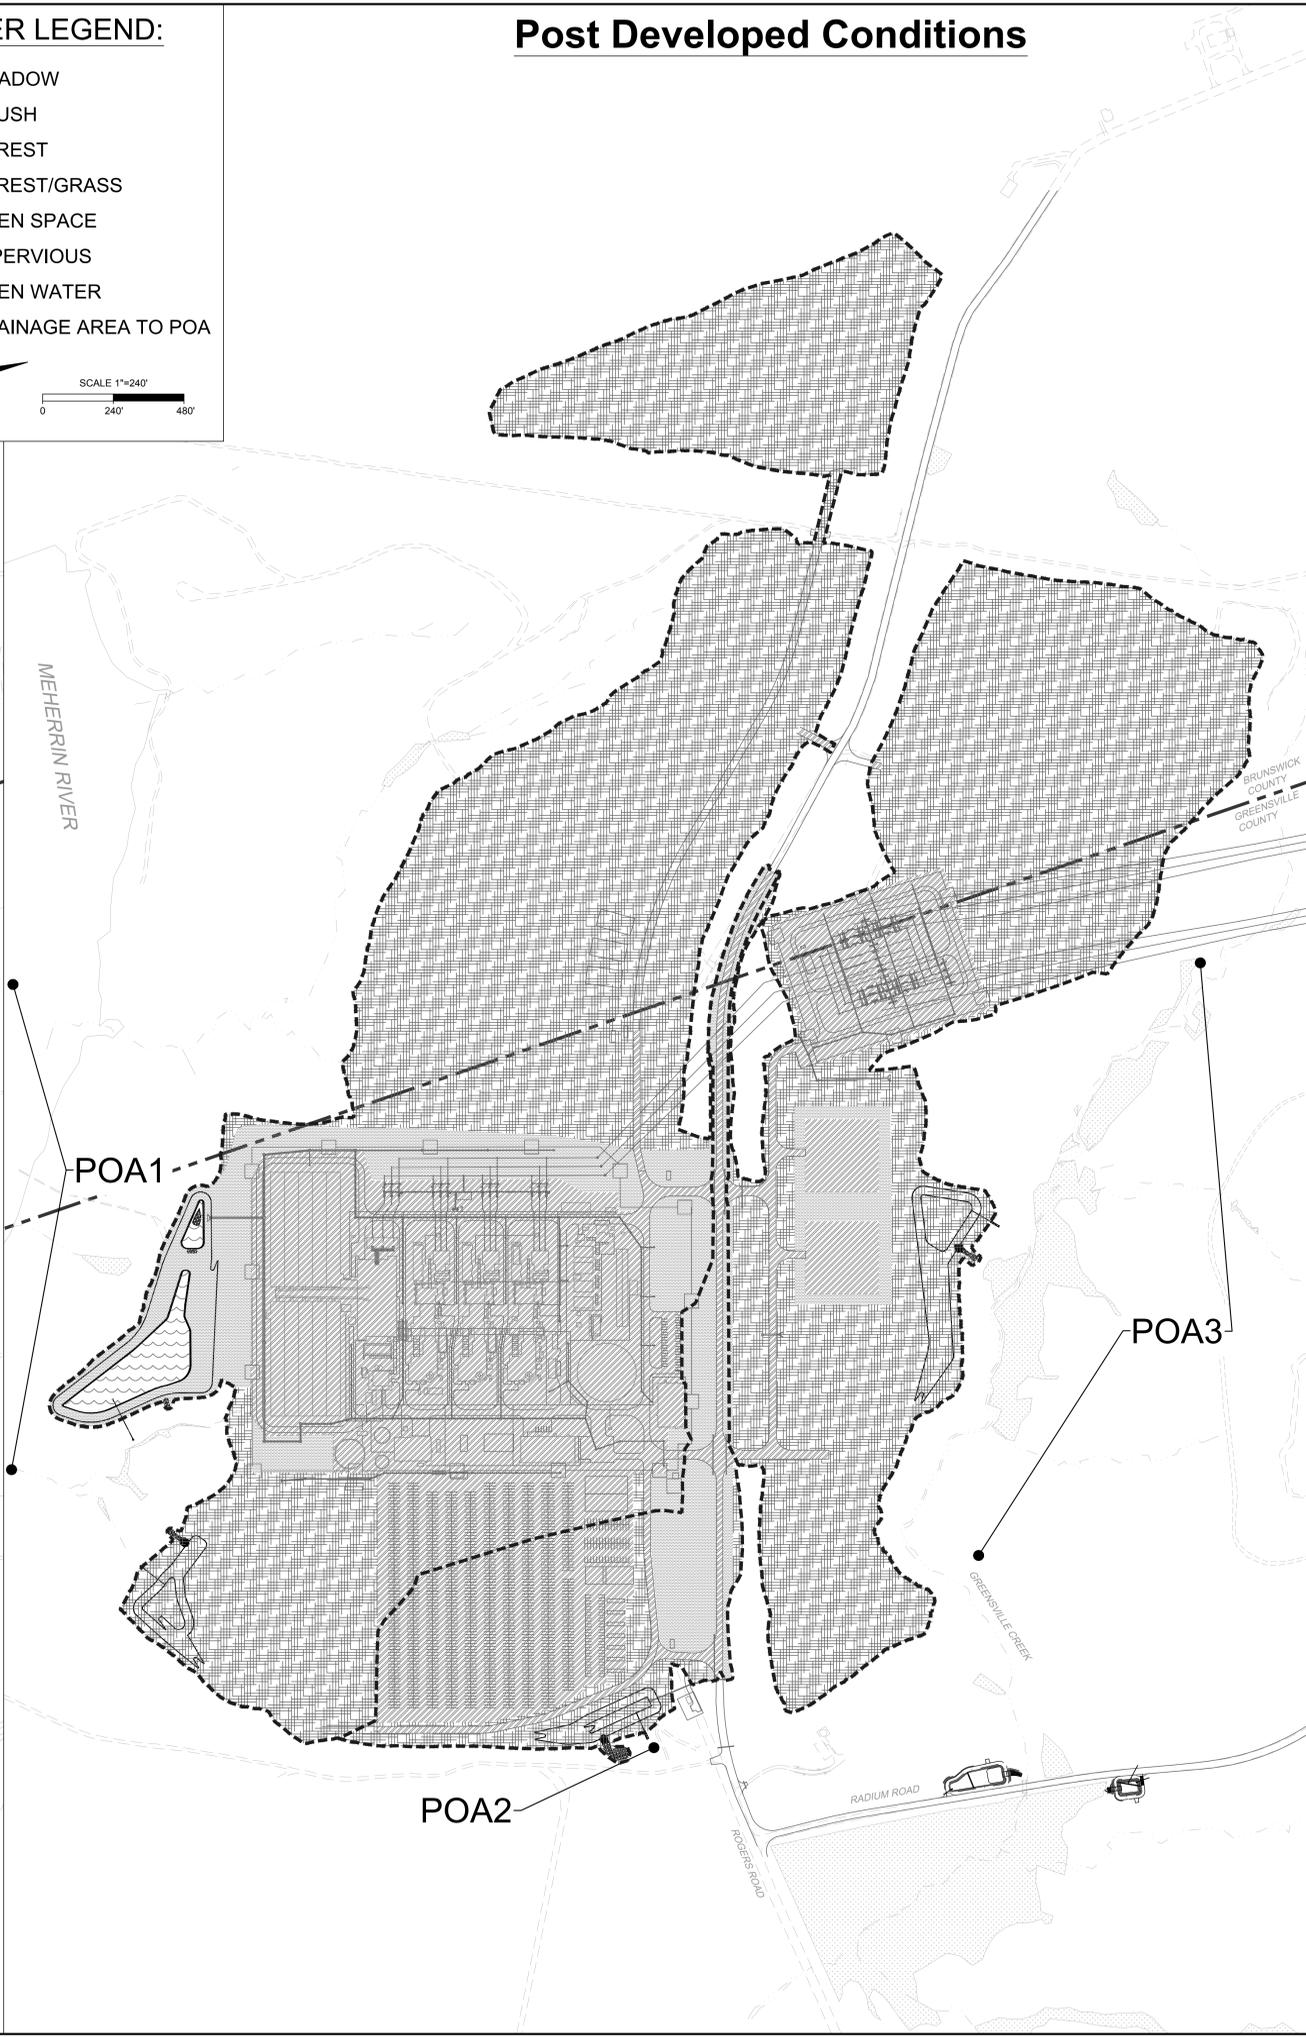 ER LEGEND:
ADOW
USH
REST
REST/GRASS
EN SPACE
PERVIOUS
EN WATER
AINAGE AREA TO POA
SCALE 1"=240'
0 240' 480'
Post Developed Conditions
MEHERRIN RIVER
BRUNSWICK
COUNTY
GREENSVILLE
COUNTY
POA1
POA3
GREENSVILLE CREEK
POA2
RADIUM ROAD
ROGERS ROAD